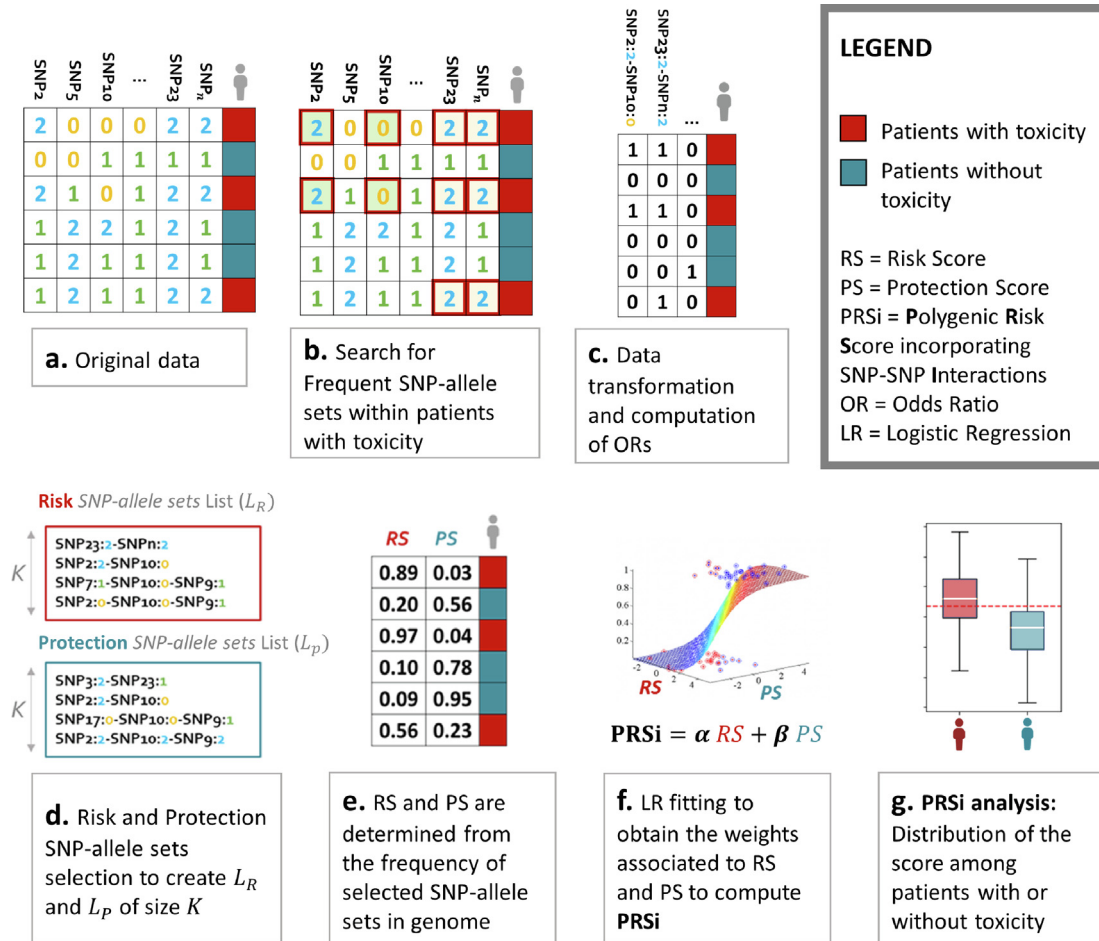 SNP2 SNP5 SNP10 ... SNP23 SNPn
2 0 0 0 2 2
0 0 1 1 1 1
2 1 0 1 2 2
1 2 2 1 2 1
1 2 1 1 2 1
1 2 1 1 2 2
a. Original data
SNP2 SNP5 SNP10 ... SNP23 SNPn
2 0 0 0 2 2
0 0 1 1 1 1
2 1 0 1 2 2
1 2 2 1 2 1
1 2 1 1 2 1
1 2 1 1 2 2
b. Search for
Frequent SNP-allele
sets within patients
with toxicity
SNP2:2-SNP10:0 SNP23:2-SNPn:2 ...
1 1 0
0 0 0
1 1 0
0 0 0
0 0 1
0 1 0
c. Data
transformation
and computation
of ORs
LEGEND
Patients with toxicity
Patients without
toxicity
RS = Risk Score
PS = Protection Score
PRSi = Polygenic Risk
Score incorporating
SNP-SNP Interactions
OR = Odds Ratio
LR = Logistic Regression
Risk SNP-allele sets List (L_R)
K
SNP23:2-SNPn:2
SNP2:2-SNP10:0
SNP7:1-SNP10:0-SNP9:1
SNP2:0-SNP10:0-SNP9:1
Protection SNP-allele sets List (L_p)
K
SNP3:2-SNP23:1
SNP2:2-SNP10:0
SNP17:0-SNP10:0-SNP9:1
SNP2:2-SNP10:2-SNP9:2
d. Risk and Protection
SNP-allele sets
selection to create L_R
and L_P of size K
RS PS
0.89 0.03
0.20 0.56
0.97 0.04
0.10 0.78
0.09 0.95
0.56 0.23
e. RS and PS are
determined from
the frequency of
selected SNP-allele
sets in genome
1
0.8
0.6
0.4
0.2
-2 0 2 4
RS
-2 0 2 4
PS
PRSi = α RS + β PS
f. LR fitting to
obtain the weights
associated to RS
and PS to compute
PRSi
g. PRSi analysis:
Distribution of the
score among
patients with or
without toxicity